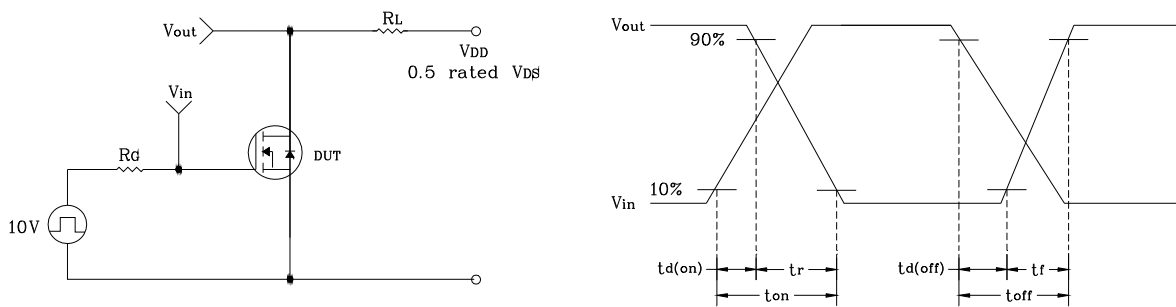 Vout
RL
VDD
0.5 rated VDS
Vin
RG
DUT
10V
Vout
90%
10%
Vin
td(on)
tr
td(off)
tf
ton
toff